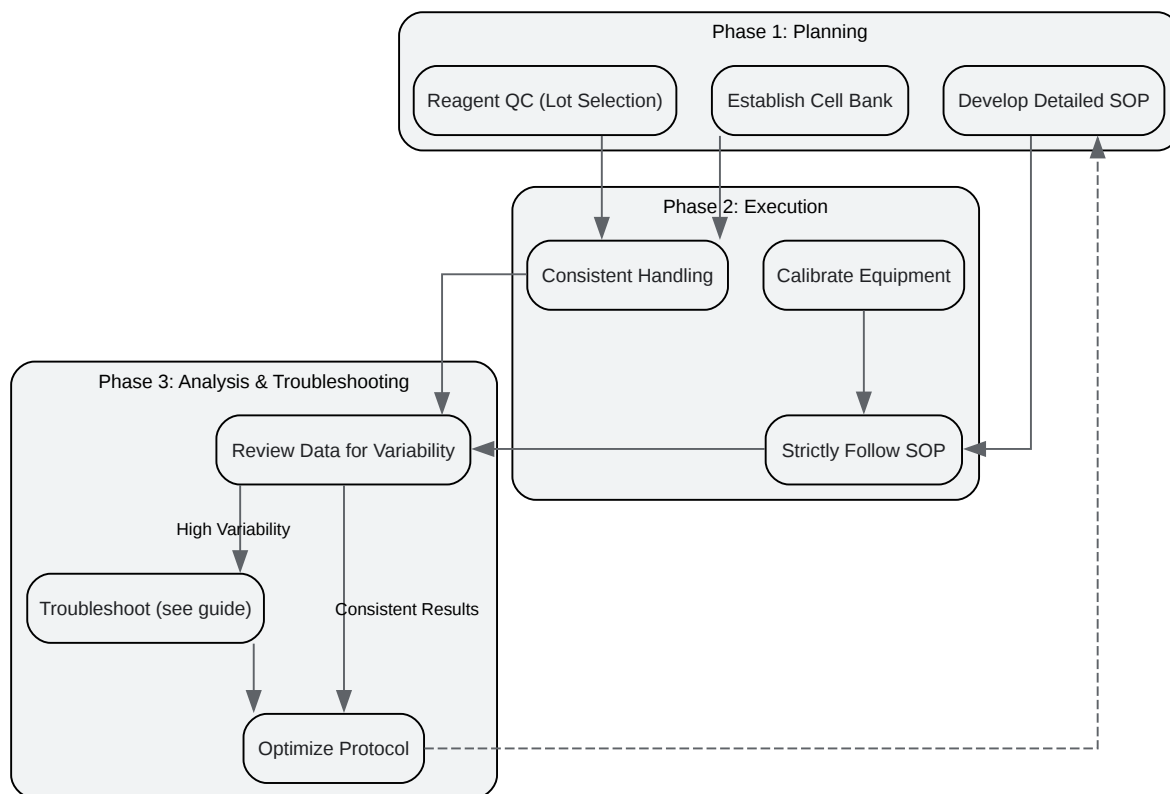 Phase 1: Planning
Reagent QC (Lot Selection)
Establish Cell Bank
Develop Detailed SOP
Phase 2: Execution
Consistent Handling
Calibrate Equipment
Phase 3: Analysis & Troubleshooting
Review Data for Variability
Strictly Follow SOP
High Variability
Troubleshoot (see guide)
Consistent Results
Optimize Protocol